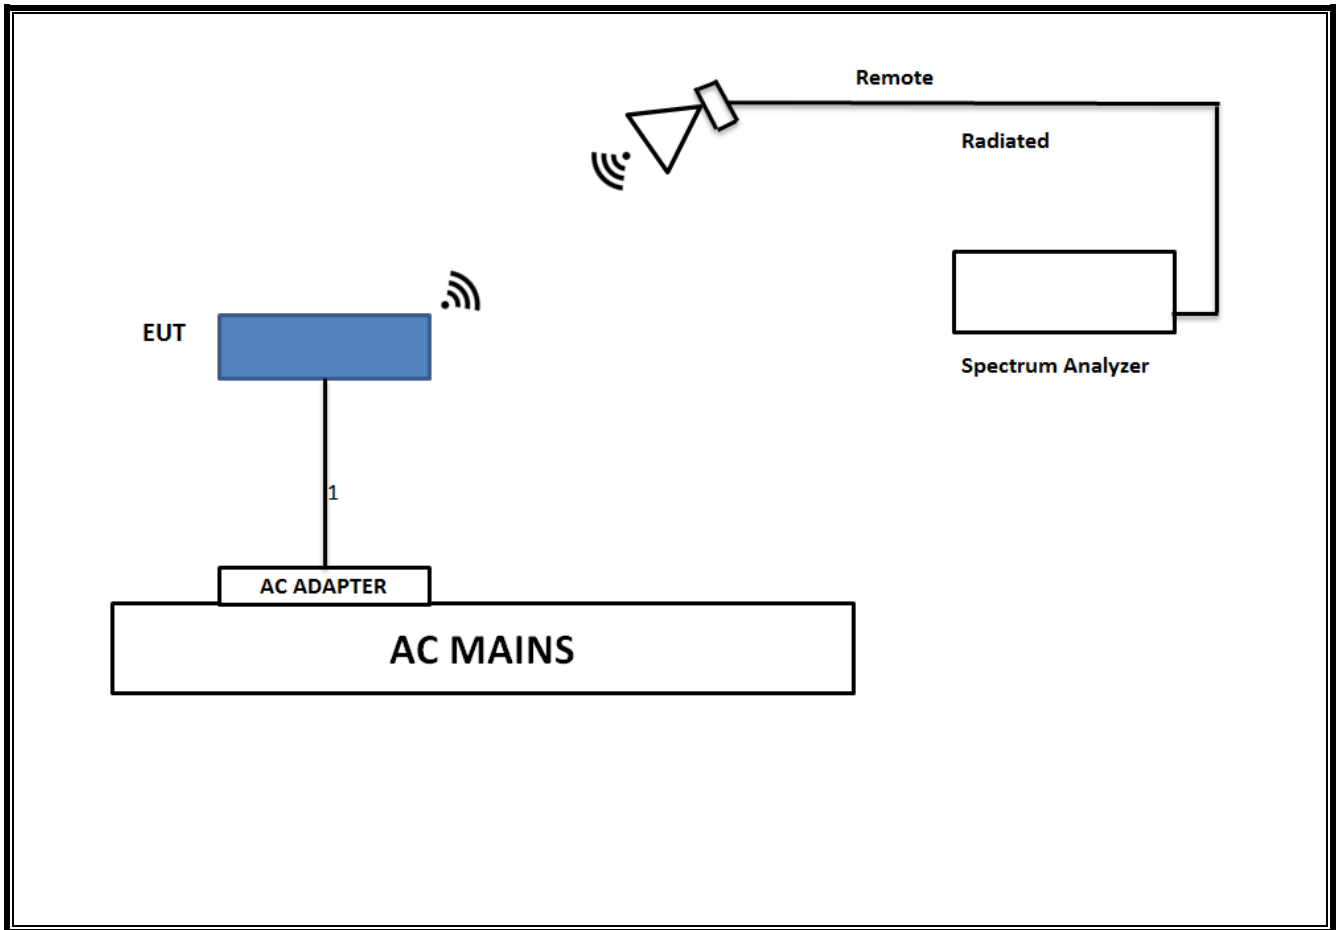 Remote
Radiated
EUT
Spectrum Analyzer
1
AC ADAPTER
AC MAINS